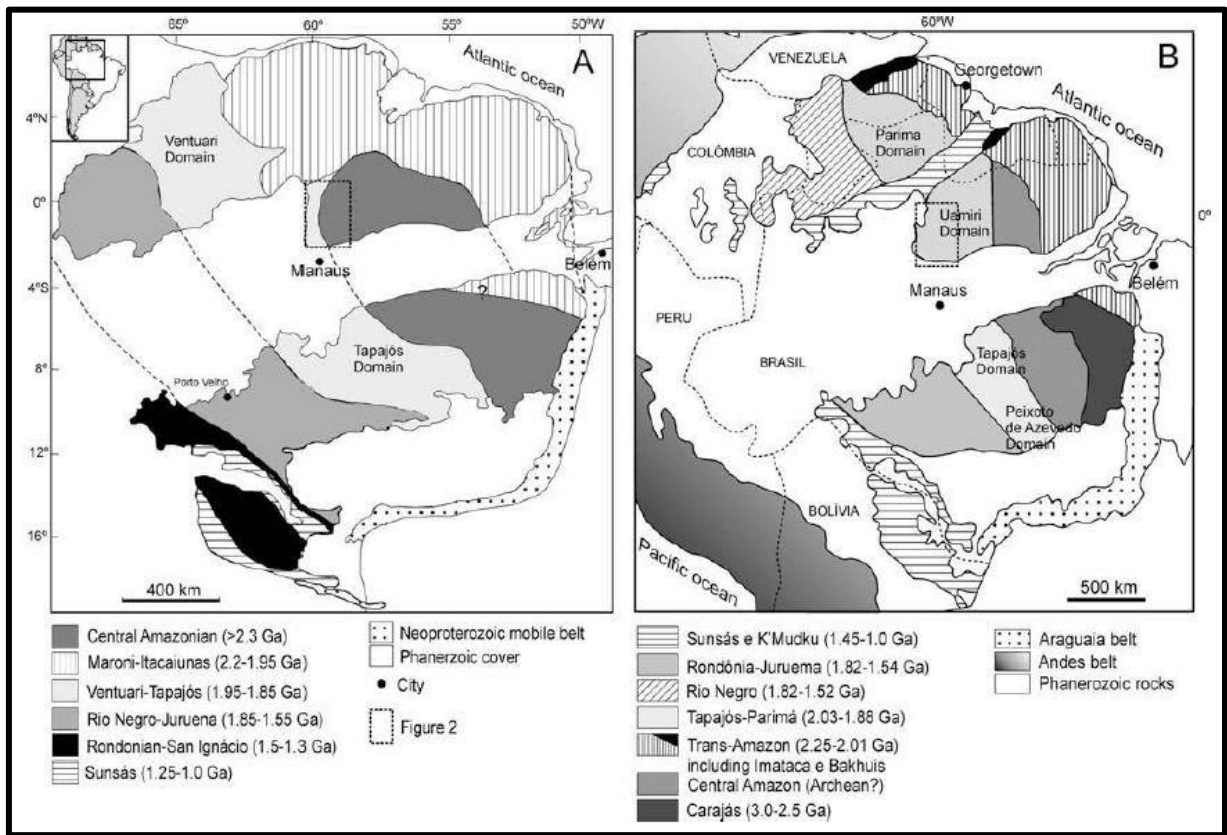 65°
60°
55°
50°W
A
Atlantic ocean
4°N
Ventuari
Domain
0°
Manaus
Belém
4°S
?
Tapajós
Domain
8°
Porto Velho
12°
16°
400 km
Central Amazonian (>2.3 Ga)
Maroni-Itacaiunas (2.2-1.95 Ga)
Ventuari-Tapajós (1.95-1.85 Ga)
Rio Negro-Juruena (1.85-1.55 Ga)
Rondonian-San Ignácio (1.5-1.3 Ga)
Sunsás (1.25-1.0 Ga)
Neoproterozoic mobile belt
Phanerzoic cover
City
Figure 2
60°W
B
VENEZUELA
Georgetown
Atlantic ocean
COLÔMBIA
Parima
Domain
0°
Uamiri
Domain
Belém
Manaus
PERU
BRASIL
Tapajós
Domain
Peixoto
de Azevedo
Domain
BOLÍVIA
Pacific ocean
500 km
Sunsás e K'Mudku (1.45-1.0 Ga)
Rondônia-Juruema (1.82-1.54 Ga)
Rio Negro (1.82-1.52 Ga)
Tapajós-Parimá (2.03-1.88 Ga)
Trans-Amazon (2.25-2.01 Ga)
including Imataca e Bakhuis
Central Amazon (Archean?)
Carajás (3.0-2.5 Ga)
Araguaia belt
Andes belt
Phanerozoic rocks